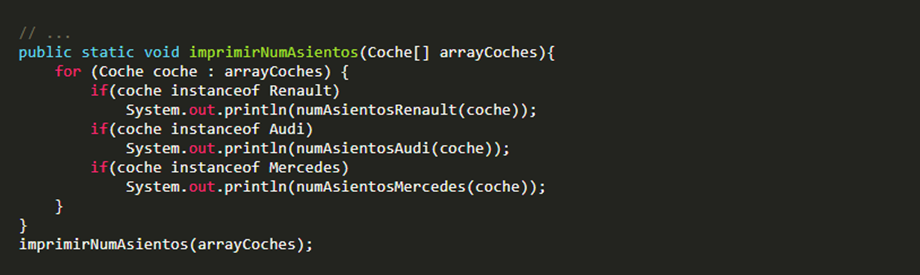 // ...
public static void imprimirNumAsientos(Coche[] arrayCoches){
    for (Coche coche : arrayCoches) {
        if(coche instanceof Renault)
            System.out.println(numAsientosRenault(coche));
        if(coche instanceof Audi)
            System.out.println(numAsientosAudi(coche));
        if(coche instanceof Mercedes)
            System.out.println(numAsientosMercedes(coche));
    }
}
imprimirNumAsientos(arrayCoches);